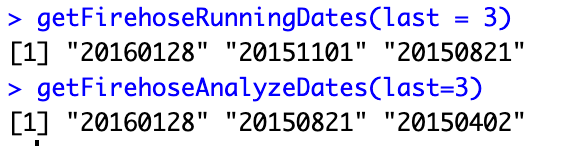 > getFirehoseRunningDates(last = 3)
[1] "20160128" "20151101" "20150821"
> getFirehoseAnalyzeDates(last=3)
[1] "20160128" "20150821" "20150402"